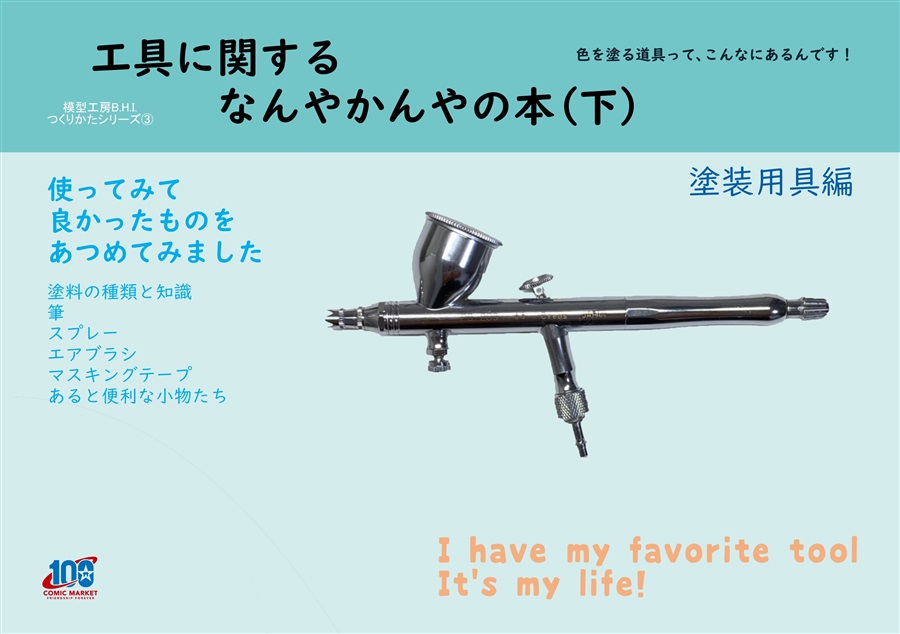 工具に関する
なんやかんやの本(下)
色を塗る道具って、こんなにあるんです！
模型工房B.H.I.
つくりかたシリーズ③
塗装用具編
使ってみて
良かったものを
あつめてみました
塗料の種類と知識
筆
スプレー
エアブラシ
マスキングテープ
あると便利な小物たち
I have my favorite tool
It's my life!
100
COMIC MARKET
FRIENDSHIP FOREVER